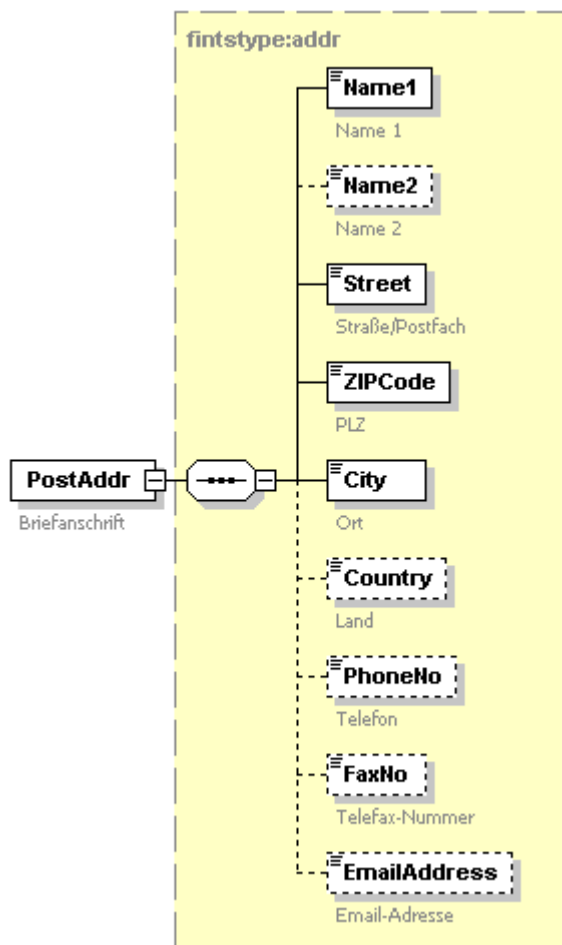 fintstype:addr
Name1
Name 1
Name2
Name 2
Street
Straße/Postfach
ZIPCode
PLZ
PostAddr
Briefanschrift
City
Ort
Country
Land
PhoneNo
Telefon
FaxNo
Telefax-Nummer
EmailAddress
Email-Adresse